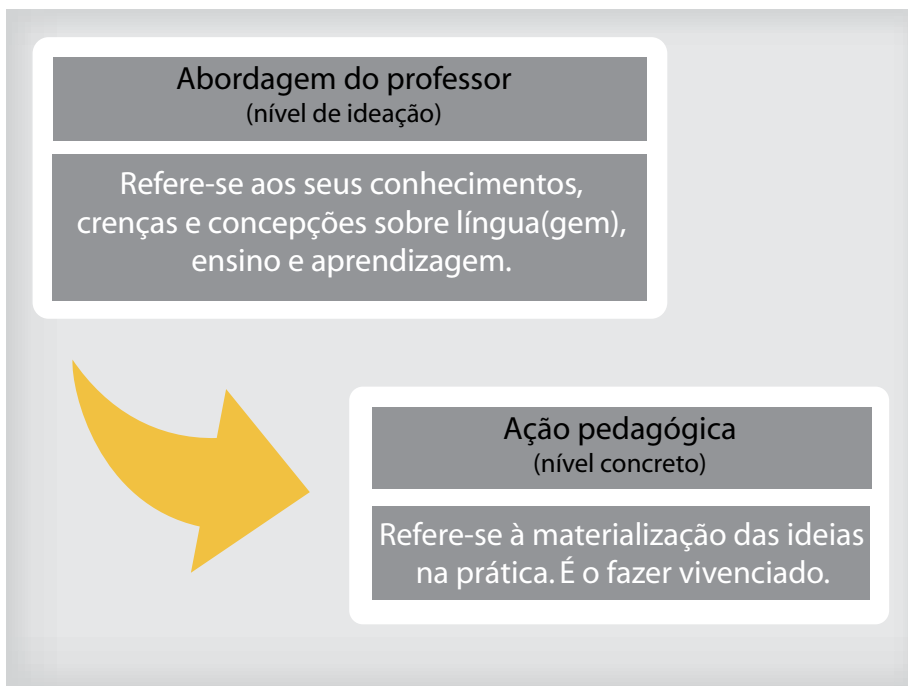 Abordagem do professor
(nível de ideação)
Refere-se aos seus conhecimentos,
crenças e concepções sobre língua(gem),
ensino e aprendizagem.
Ação pedagógica
(nível concreto)
Refere-se à materialização das ideias
na prática. É o fazer vivenciado.